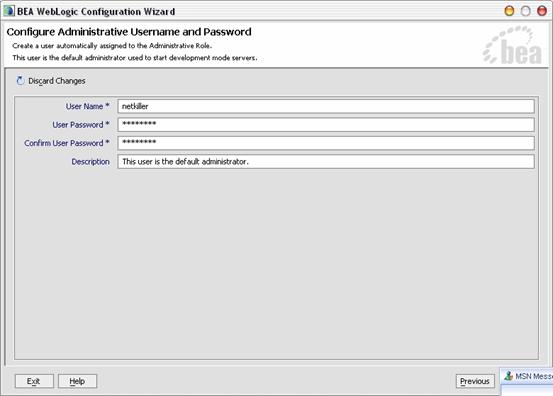 BEA WebLogic Configuration Wizard
Configure Administrative Username and Password
Create a user automatically assigned to the Administrative Role.
This user is the default administrator used to start development mode servers.
bea
Discard Changes
User Name * netkiller
User Password * ********
Confirm User Password * ********
Description This user is the default administrator.
Exit Help Previous MSN Mess